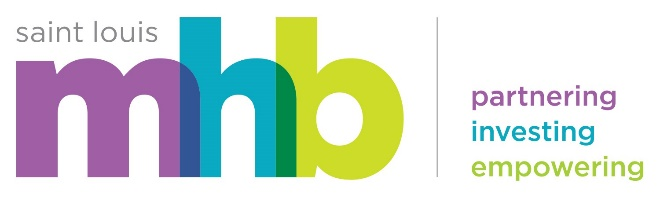 saint louis
mhb
partnering
investing
empowering